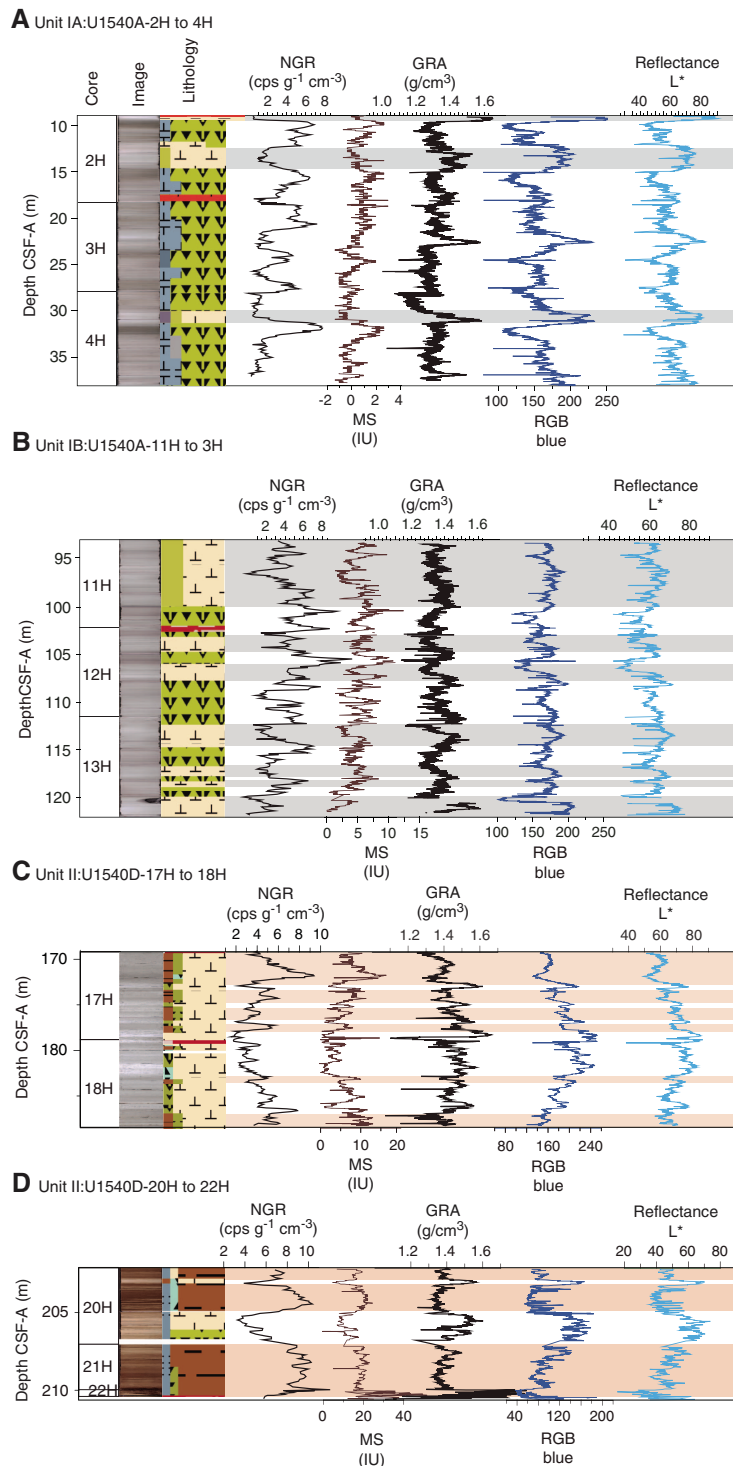 A Unit IA:U1540A-2H to 4H
Core
Image
Lithology
NGR
(cps g-1 cm-3)
GRA
(g/cm3)
Reflectance
L*
2 4 6 8
1.0 1.2 1.4 1.6
40 60 80
Depth CSF-A (m)
10
15
20
25
30
35
2H
3H
4H
-2 0 2 4
100 125 150 175 200 250
MS
(IU)
RGB
blue
B Unit IB:U1540A-11H to 3H
NGR
(cps g-1 cm-3)
GRA
(g/cm3)
Reflectance
L*
2 4 6 8
1.0 1.2 1.4 1.6
40 60 80
DepthCSF-A (m)
95
100
105
110
115
120
11H
12H
13H
0 5 10 15
100 150 200 250
MS
(IU)
RGB
blue
C Unit II:U1540D-17H to 18H
NGR
(cps g-1 cm-3)
GRA
(g/cm3)
Reflectance
L*
2 4 6 8 10
1.2 1.4 1.6
40 60 80
Depth CSF-A (m)
170
180
17H
18H
0 10 20
80 160 240
MS
(IU)
RGB
blue
D Unit II:U1540D-20H to 22H
NGR
(cps g-1 cm-3)
GRA
(g/cm3)
Reflectance
L*
2 4 6 8 10
1.2 1.4 1.6
20 40 60 80
Depth CSF-A (m)
205
210
20H
21H
22H
0 20 40
40 120 200
MS
(IU)
RGB
blue